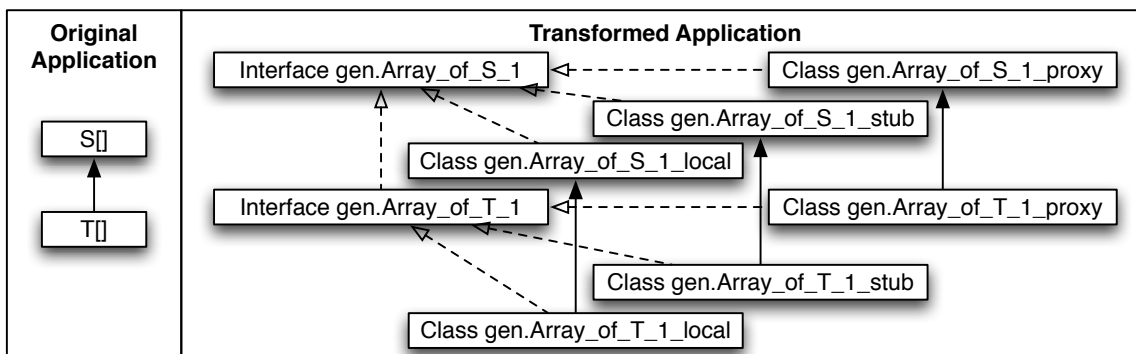 Original
Application
S[]
T[]
Transformed Application
Interface gen.Array_of_S_1
Class gen.Array_of_S_1_proxy
Class gen.Array_of_S_1_stub
Class gen.Array_of_S_1_local
Interface gen.Array_of_T_1
Class gen.Array_of_T_1_proxy
Class gen.Array_of_T_1_stub
Class gen.Array_of_T_1_local